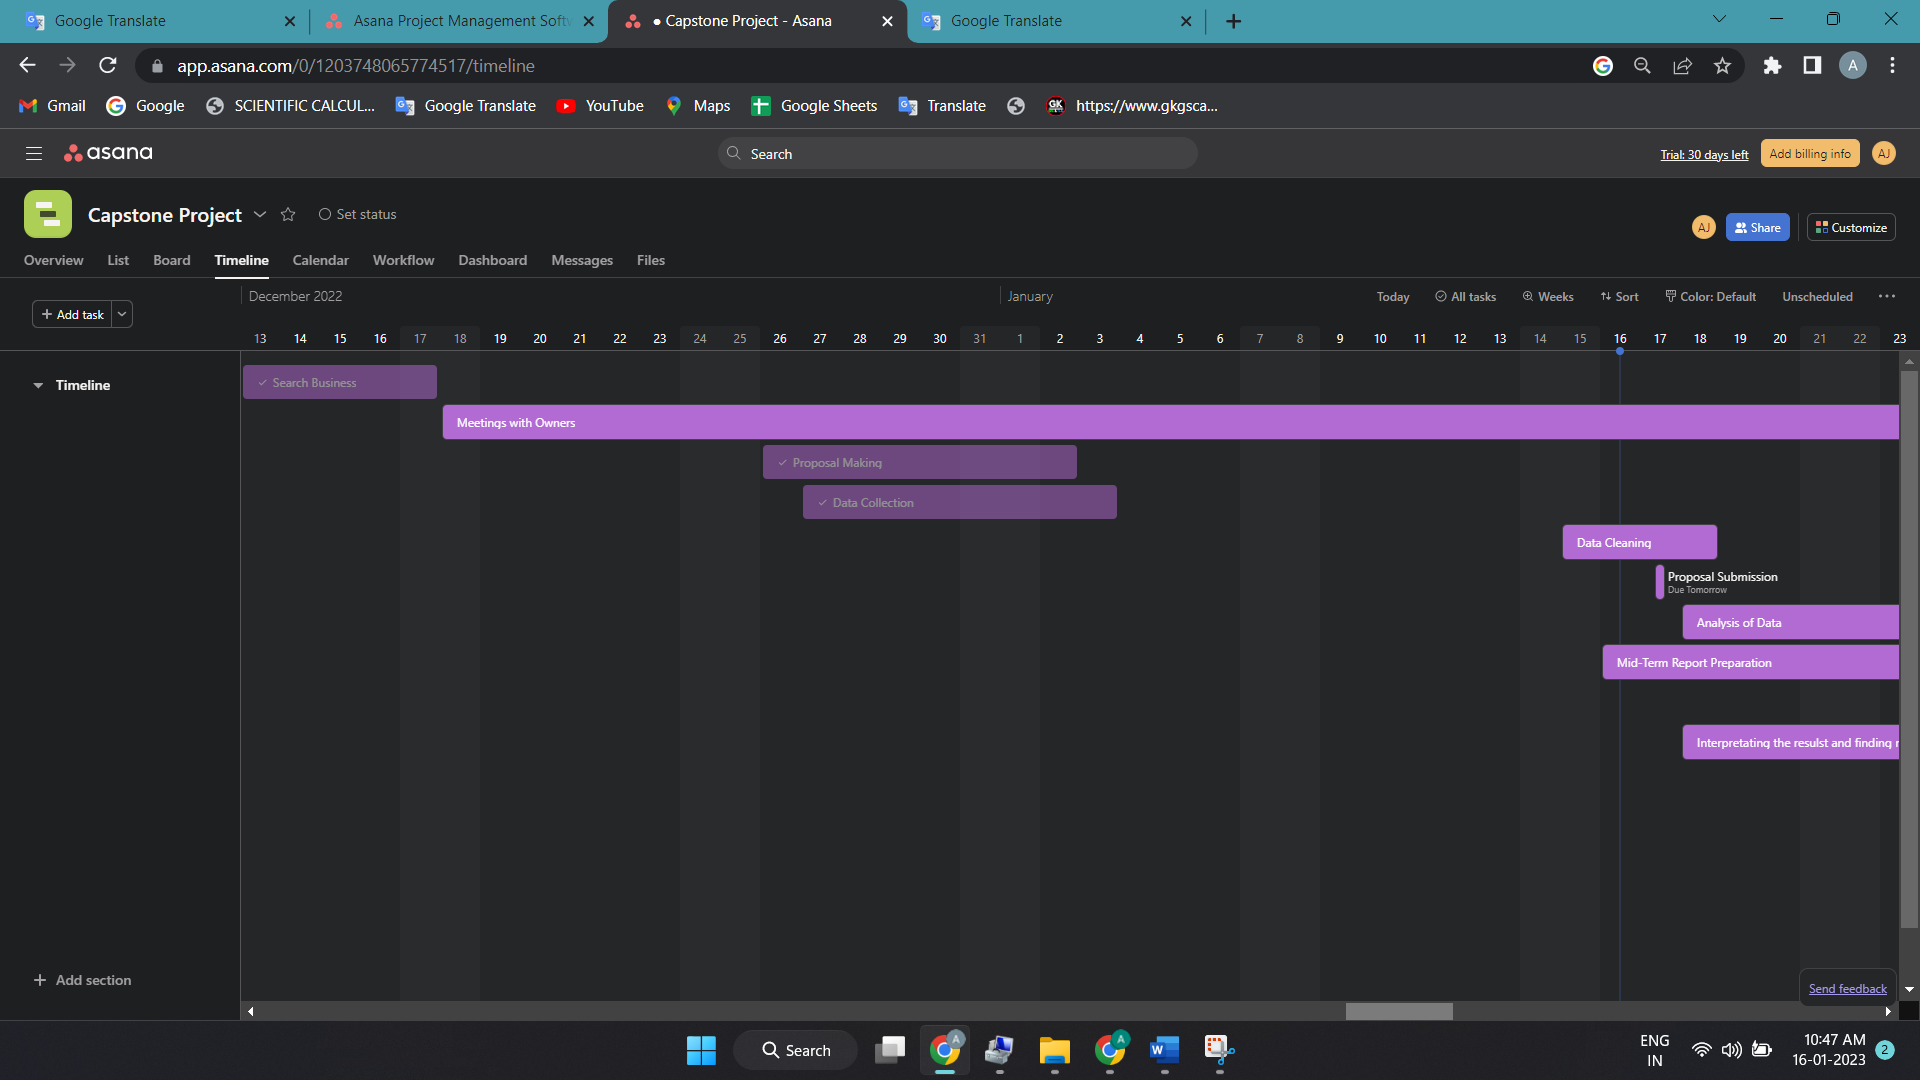 Google Translate
Asana Project Management Softw
• Capstone Project - Asana
Google Translate
app.asana.com/0/1203748065774517/timeline
A
Gmail
Google
SCIENTIFIC CALCUL...
Google Translate
YouTube
Maps
Google Sheets
Translate
https://www.gkgsca...
asana
Search
Trial: 30 days left
Add billing info
AJ
Capstone Project
Set status
AJ
Share
Customize
Overview List Board Timeline Calendar Workflow Dashboard Messages Files
+ Add task
December 2022
January
Today
All tasks
Weeks
Sort
Color: Default
Unscheduled
13 14 15 16 17 18 19 20 21 22 23 24 25 26 27 28 29 30 31 1 2 3 4 5 6 7 8 9 10 11 12 13 14 15 16 17 18 19 20 21 22 23
Timeline
Search Business
Meetings with Owners
Proposal Making
Data Collection
Data Cleaning
Proposal Submission
Due Tomorrow
Analysis of Data
Mid-Term Report Preparation
Interpretating the resulst and finding
+ Add section
Send feedback
Search
ENG
IN
10:47 AM
16-01-2023
2